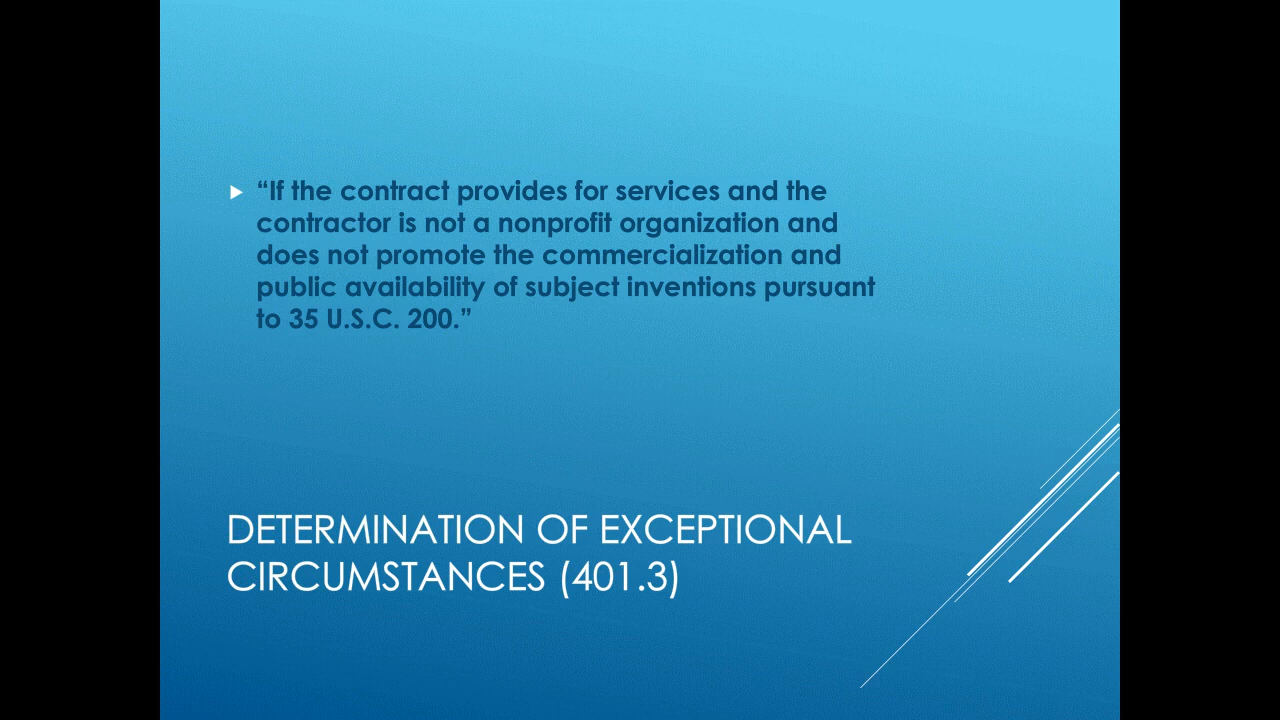 “If the contract provides for services and the
contractor is not a nonprofit organization and
does not promote the commercialization and
public availability of subject inventions pursuant
to 35 U.S.C. 200.”
DETERMINATION OF EXCEPTIONAL
CIRCUMSTANCES (401.3)